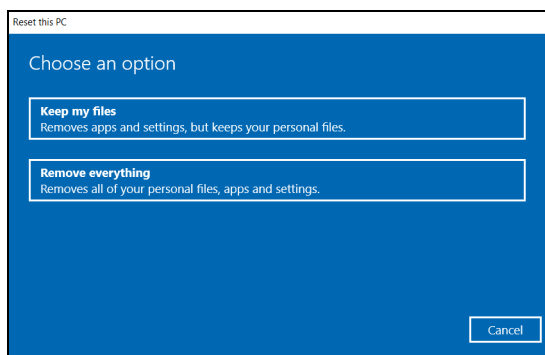 Reset this PC
Choose an option
Keep my files
Removes apps and settings, but keeps your personal files.
Remove everything
Removes all of your personal files, apps and settings.
Cancel